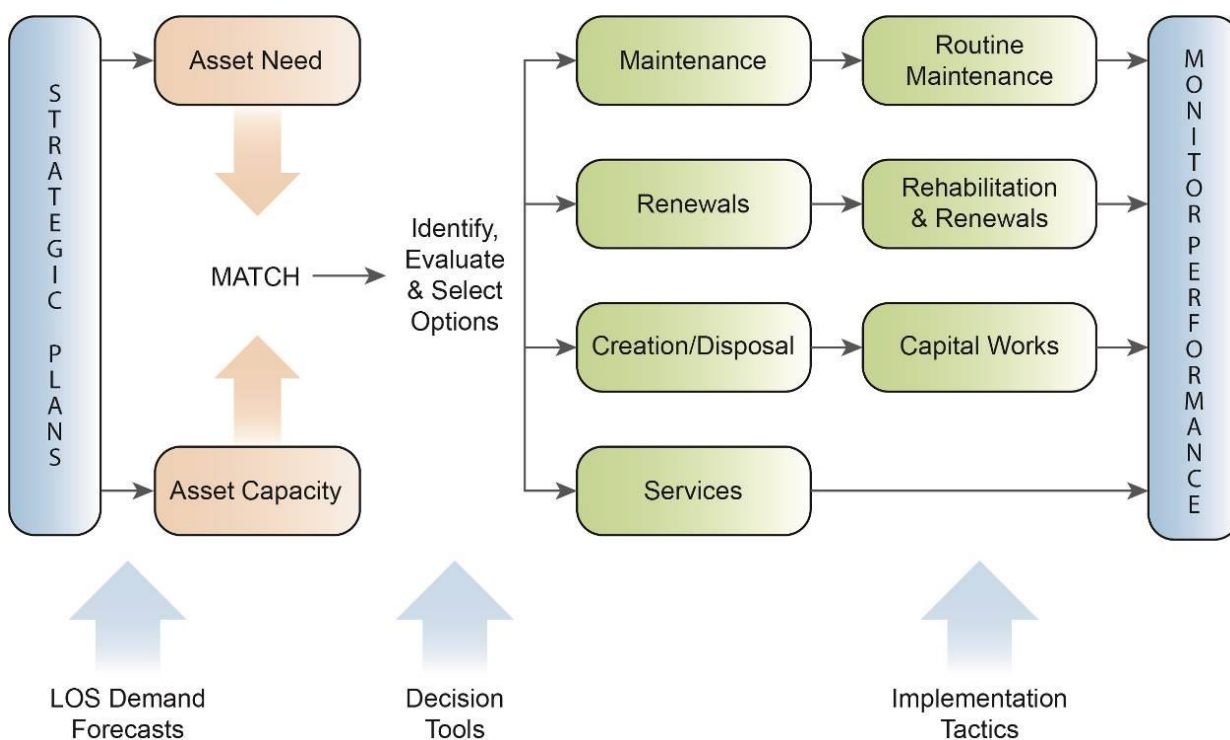 STRATEGIC PLANS
Asset Need
MATCH
Asset Capacity
Identify,
Evaluate
& Select
Options
Maintenance
Routine
Maintenance
Renewals
Rehabilitation
& Renewals
Creation/Disposal
Capital Works
Services
MONITOR PERFORMANCE
LOS Demand
Forecasts
Decision
Tools
Implementation
Tactics